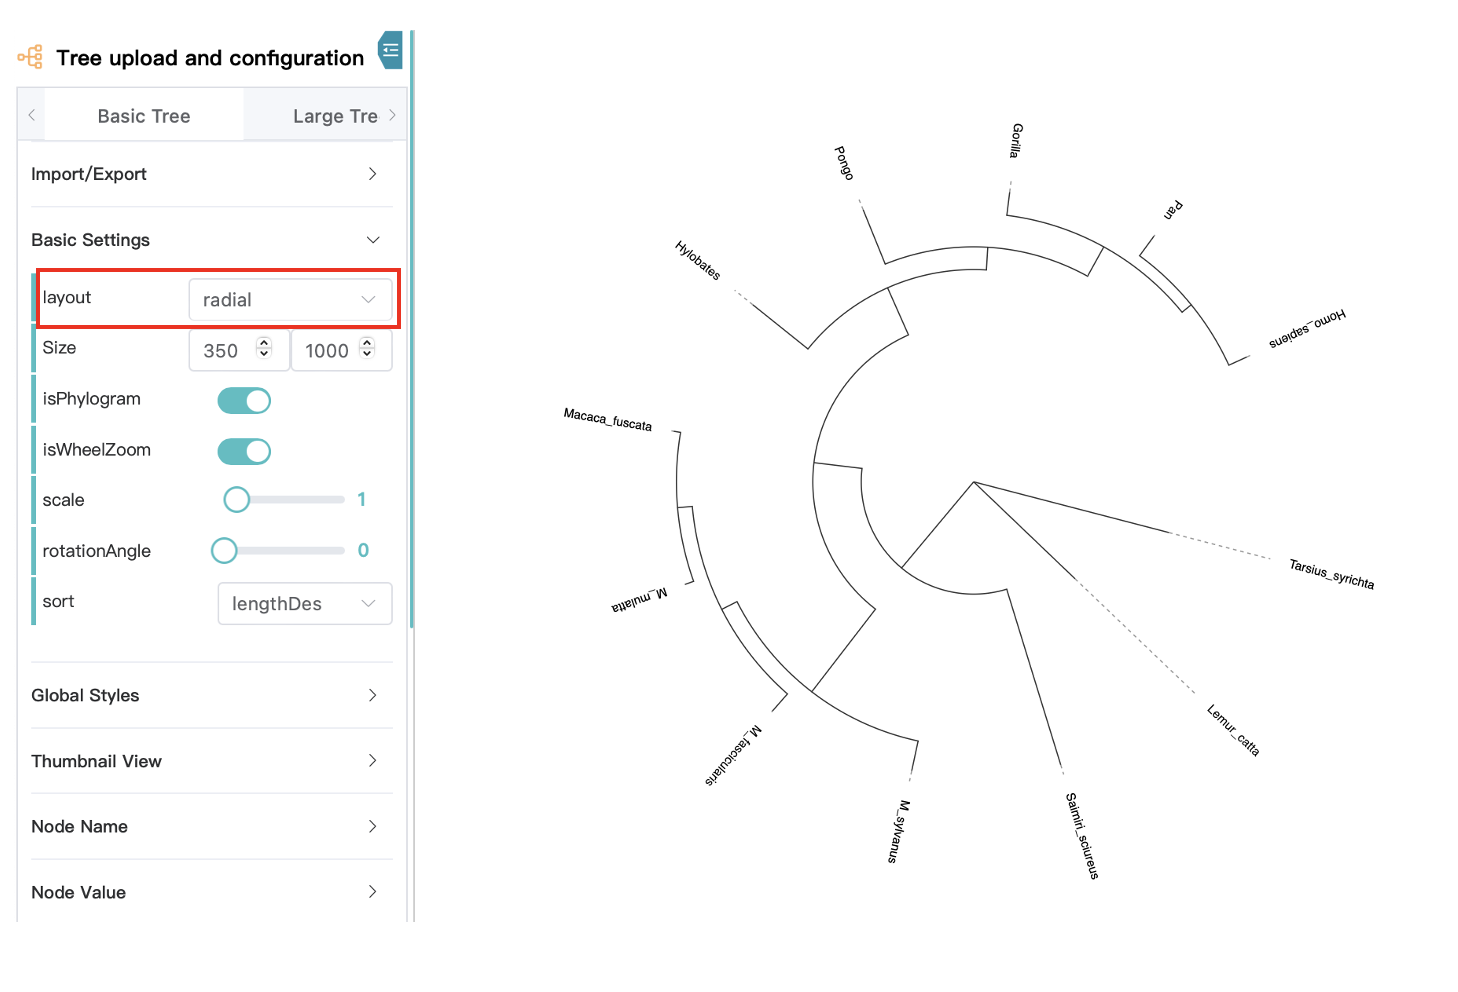 Tree upload and configuration
Basic Tree
Large Tre
Import/Export
Basic Settings
layout
radial
Size
350
1000
isPhylogram
isWheelZoom
scale
1
rotationAngle
0
sort
lengthDes
Global Styles
Thumbnail View
Node Name
Node Value
Gorilla
Pongo
Pan
Hylobates
Homo_sapiens
Macaca_fuscata
Tarsius_syrichta
M_mulatta
Lemur_catta
M_fascicularis
M_sylvanus
Saimiri_sciureus